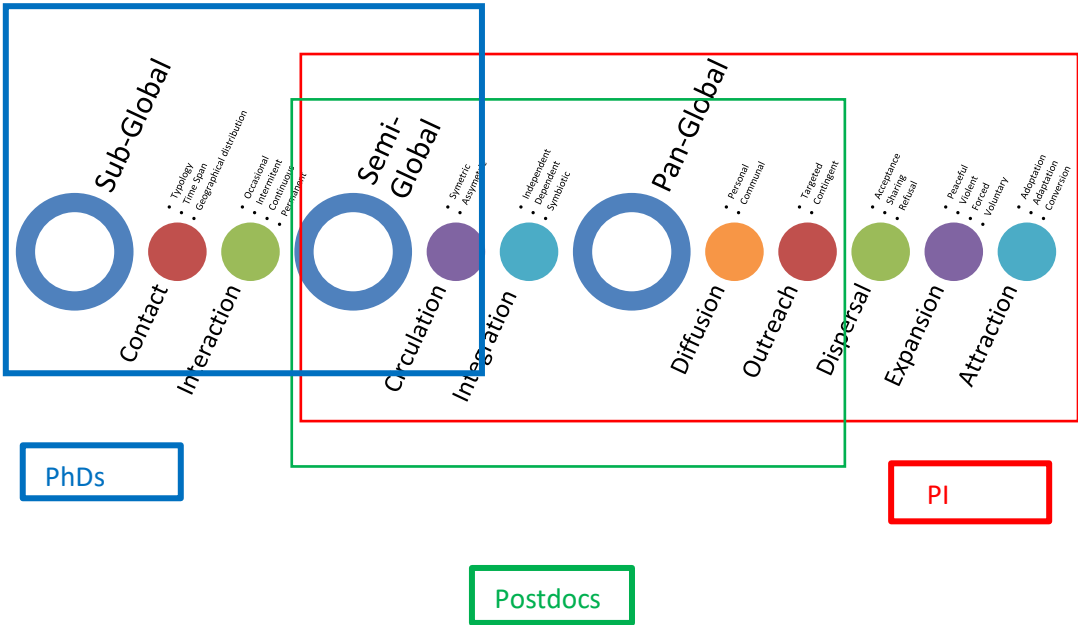 Sub-Global
Contact
• Typology
• Time Span
• Geographical distribution
Interaction
• Occasional
• Intermitent
• Continuous
• Permanent
Semi-
Global
Circulation
• Symetric
• Assymetric
Integration
• Independent
• Dependent
• Symbiotic
Pan-Global
Diffusion
• Personal
• Communal
Outreach
• Targeted
• Contingent
Dispersal
• Acceptance
• Sharing
• Refusal
Expansion
• Peaceful
• Violent
• Forced
• Voluntary
Attraction
• Adoptation
• Adaptation
• Conversion
PhDs
PI
Postdocs